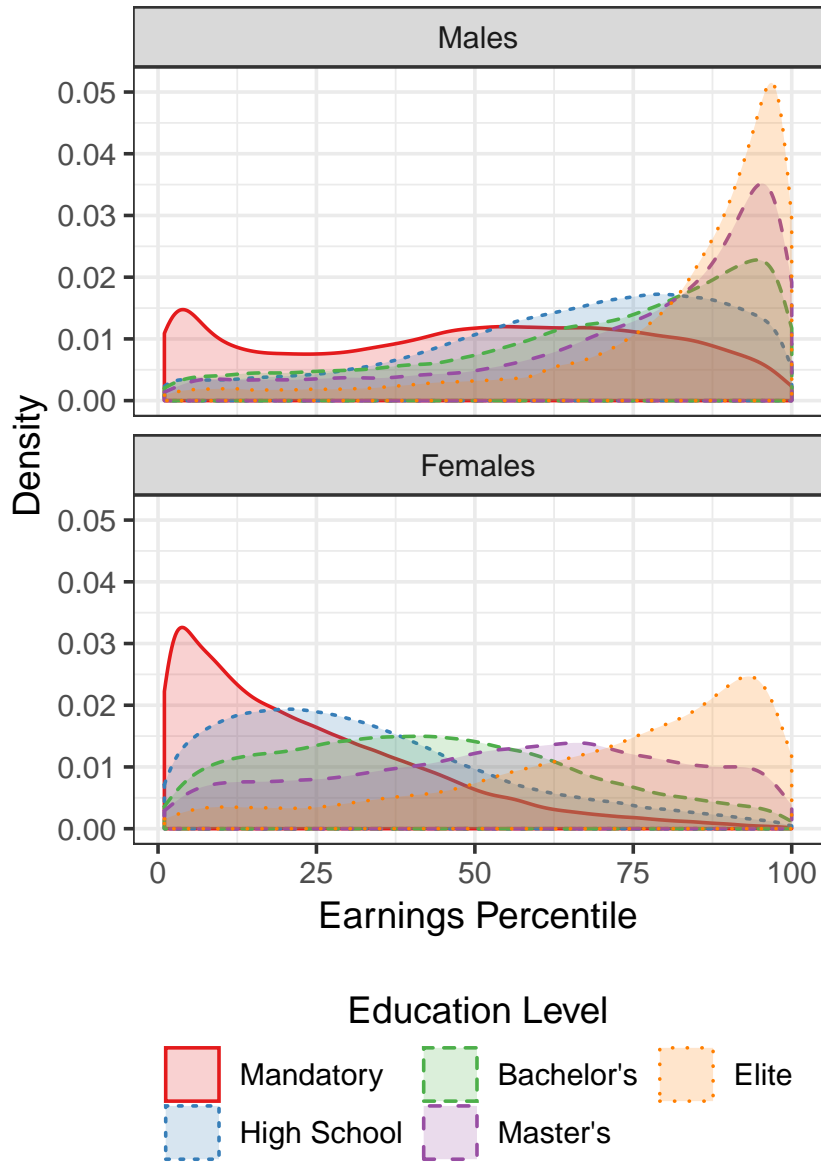 Males
0.05
0.04
0.03
0.02
0.01
0.00
Density
Females
0.05
0.04
0.03
0.02
0.01
0.00
0 25 50 75 100
Earnings Percentile
Education Level
Mandatory Bachelor's Elite
High School Master's